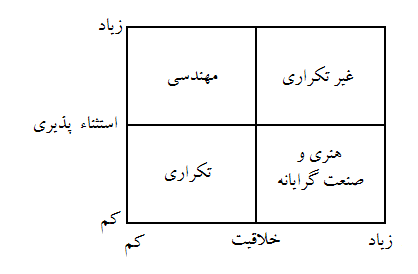 زیاد
غیر تکراری
مهندسی
استثناء پذیری
هنری و
صنعت گرایانه
تکراری
کم
زیاد
خلاقیت
کم